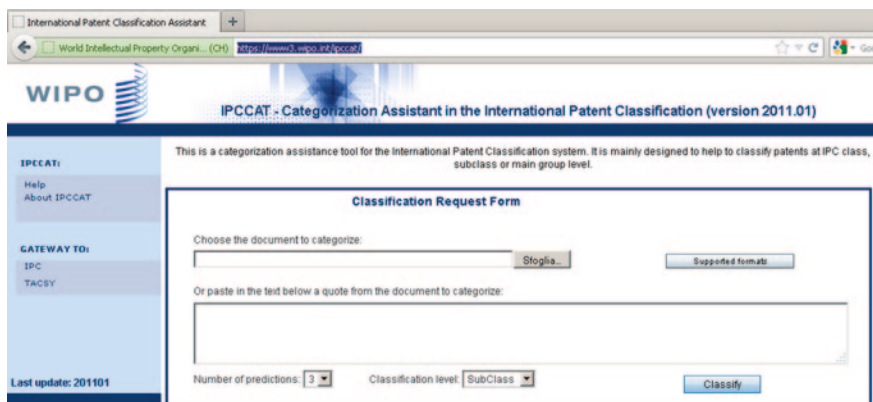 International Patent Classification Assistant
+
World Intellectual Property Organi... (CH) https://www3.wipo.int/ipccat/
WIPO
IPCCAT - Categorization Assistant in the International Patent Classification (version 2011.01)
This is a categorization assistance tool for the International Patent Classification system. It is mainly designed to help to classify patents at IPC class,
subclass or main group level.
IPCCAT:
Help
About IPCCAT
GATEWAY TO:
IPC
TACSY
Last update: 201101
Classification Request Form
Choose the document to categorize:
Sfoglia... Supported formats
Or paste in the text below a quote from the document to categorize:
Number of predictions: 3 Classification level: SubClass Classify